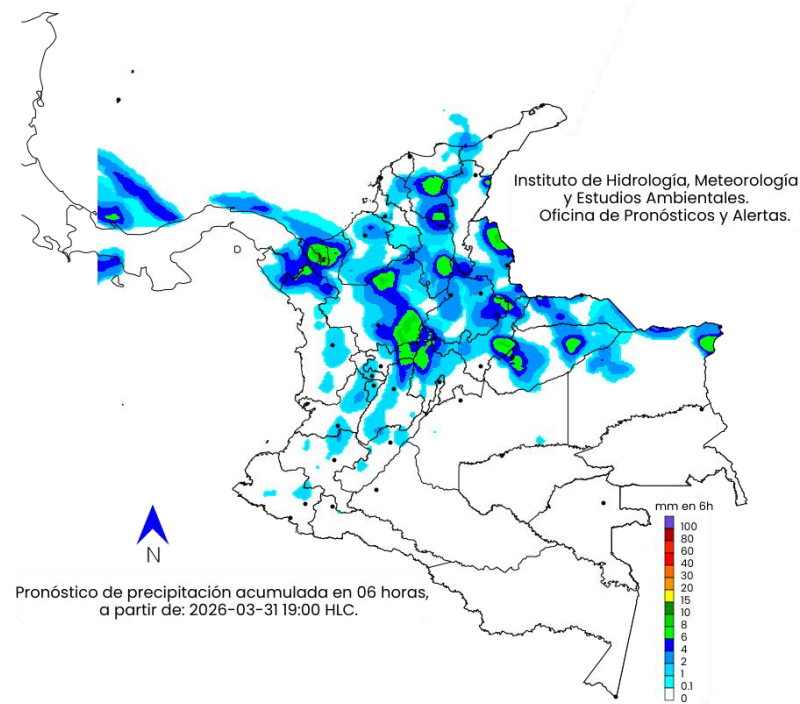 Instituto de Hidrología, Meteorología
y Estudios Ambientales.
Oficina de Pronósticos y Alertas.
N
mm en 6h
100
80
60
40
30
20
15
10
8
6
4
2
1
0.1
0
Pronóstico de precipitación acumulada en 06 horas,
a partir de: 2026-03-31 19:00 HLC.